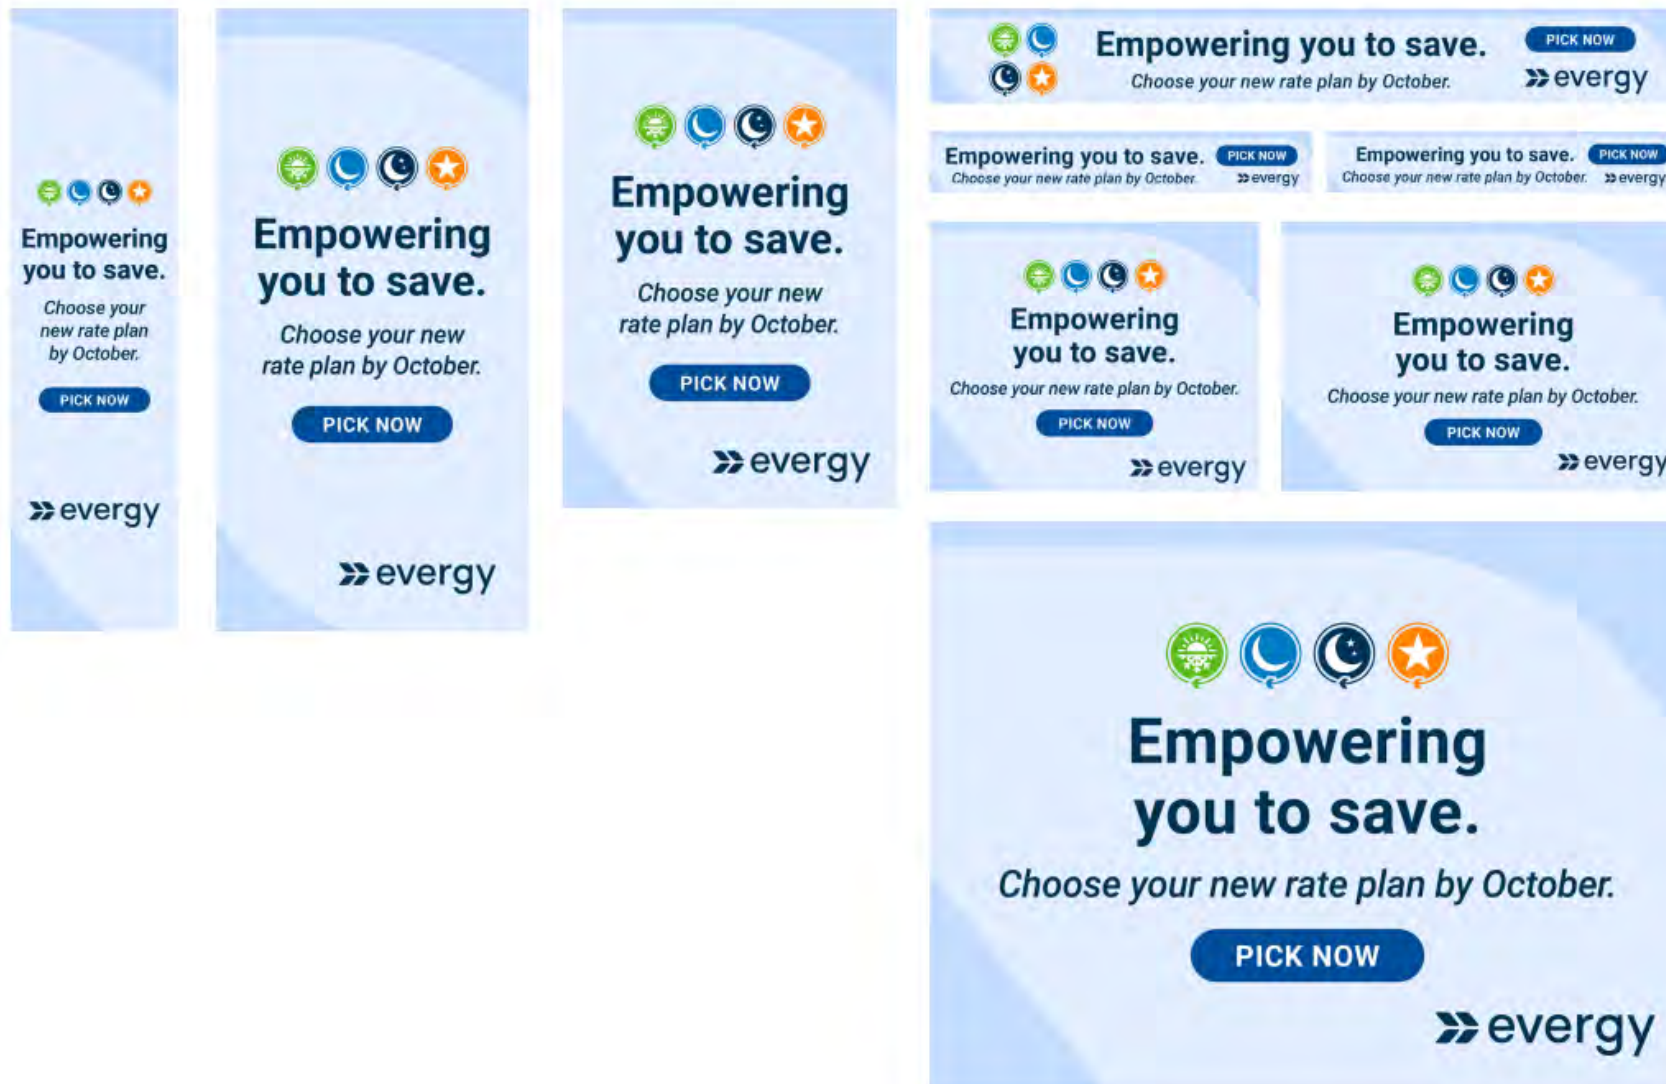 Empowering
you to save.
Choose your
new rate plan
by October.
PICK NOW
evergy
Empowering
you to save.
Choose your new
rate plan by October.
PICK NOW
evergy
Empowering
you to save.
Choose your new
rate plan by October.
PICK NOW
evergy
Empowering you to save.
Choose your new rate plan by October.
PICK NOW
evergy
Empowering you to save.
Choose your new rate plan by October.
PICK NOW
evergy
Empowering you to save.
Choose your new rate plan by October.
PICK NOW
evergy
Empowering
you to save.
Choose your new rate plan by October.
PICK NOW
evergy
Empowering
you to save.
Choose your new rate plan by October.
PICK NOW
evergy
Empowering
you to save.
Choose your new rate plan by October.
PICK NOW
evergy